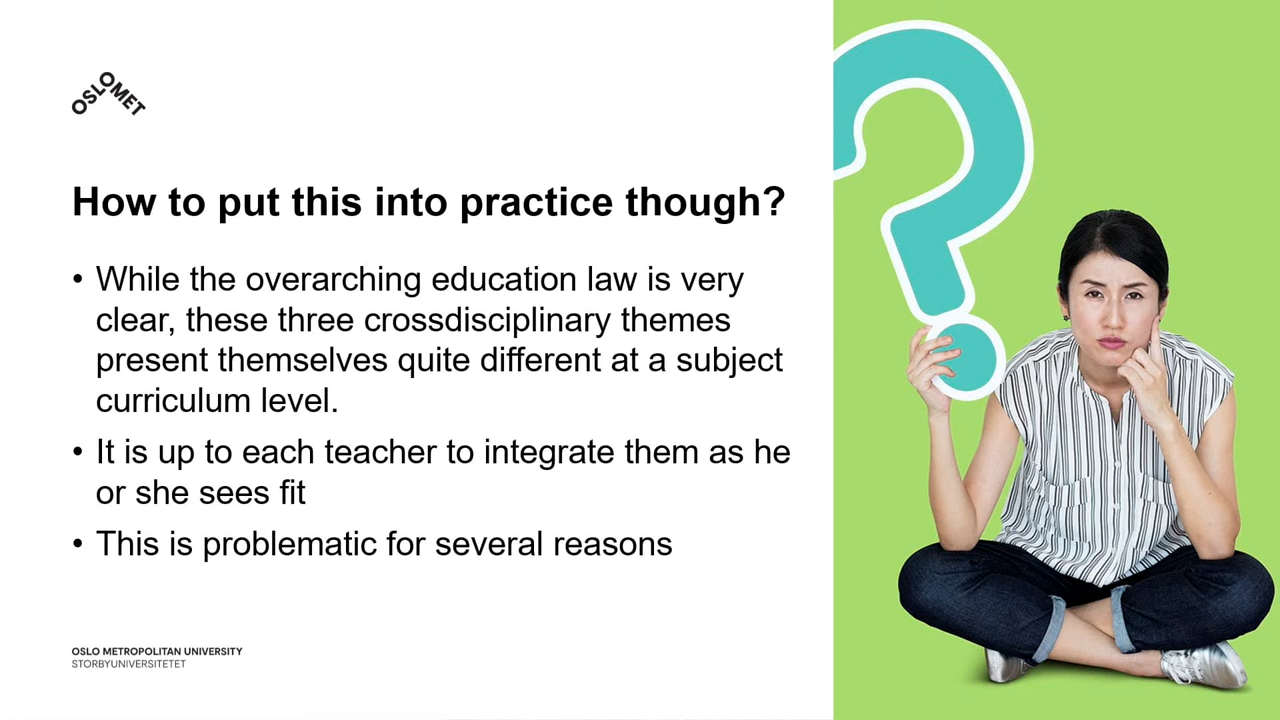 OSLOMET
How to put this into practice though?
• While the overarching education law is very
clear, these three crossdisciplinary themes
present themselves quite different at a subject
curriculum level.
• It is up to each teacher to integrate them as he
or she sees fit
• This is problematic for several reasons
OSLO METROPOLITAN UNIVERSITY
STORBYUNIVERSITETET
?